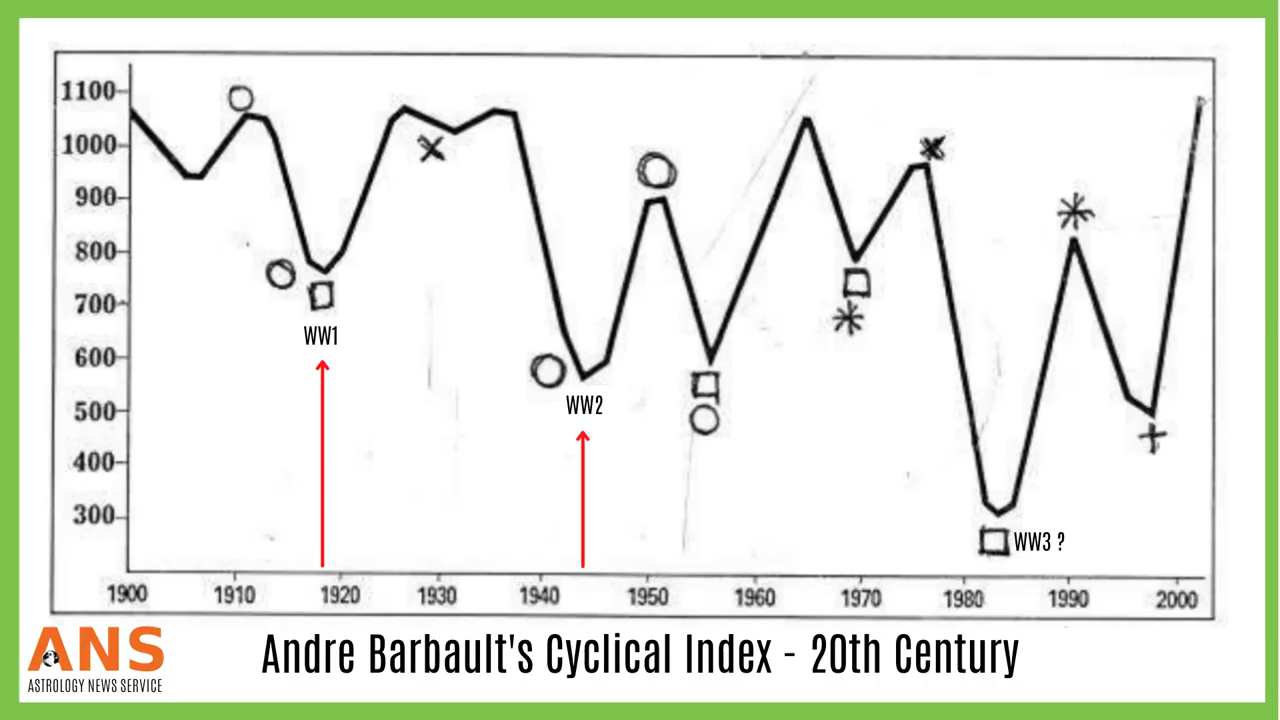 1100
1000
900
800
700
600
500
400
300
WW1
WW2
WW3 ?
1900 1910 1920 1930 1940 1950 1960 1970 1980 1990 2000
ANS
ASTROLOGY NEWS SERVICE
Andre Barbault's Cyclical Index - 20th Century